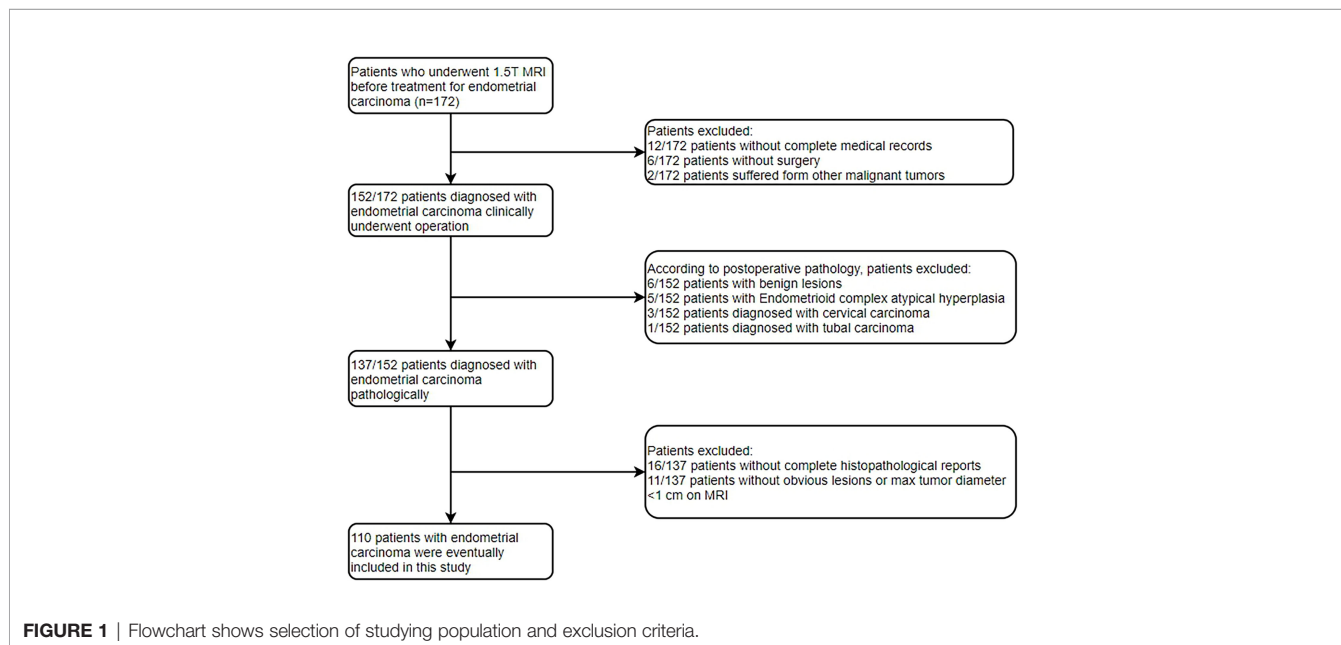 Patients who underwent 1.5T MRI
before treatment for endometrial
carcinoma (n=172)
Patients excluded:
12/172 patients without complete medical records
6/172 patients without surgery
2/172 patients suffered form other malignant tumors
152/172 patients diagnosed with
endometrial carcinoma clinically
underwent operation
According to postoperative pathology, patients excluded:
6/152 patients with benign lesions
5/152 patients with Endometrioid complex atypical hyperplasia
3/152 patients diagnosed with cervical carcinoma
1/152 patients diagnosed with tubal carcinoma
137/152 patients diagnosed with
endometrial carcinoma
pathologically
Patients excluded:
16/137 patients without complete histopathological reports
11/137 patients without obvious lesions or max tumor diameter
<1 cm on MRI
110 patients with endometrial
carcinoma were eventually
included in this study
FIGURE 1 | Flowchart shows selection of studying population and exclusion criteria.